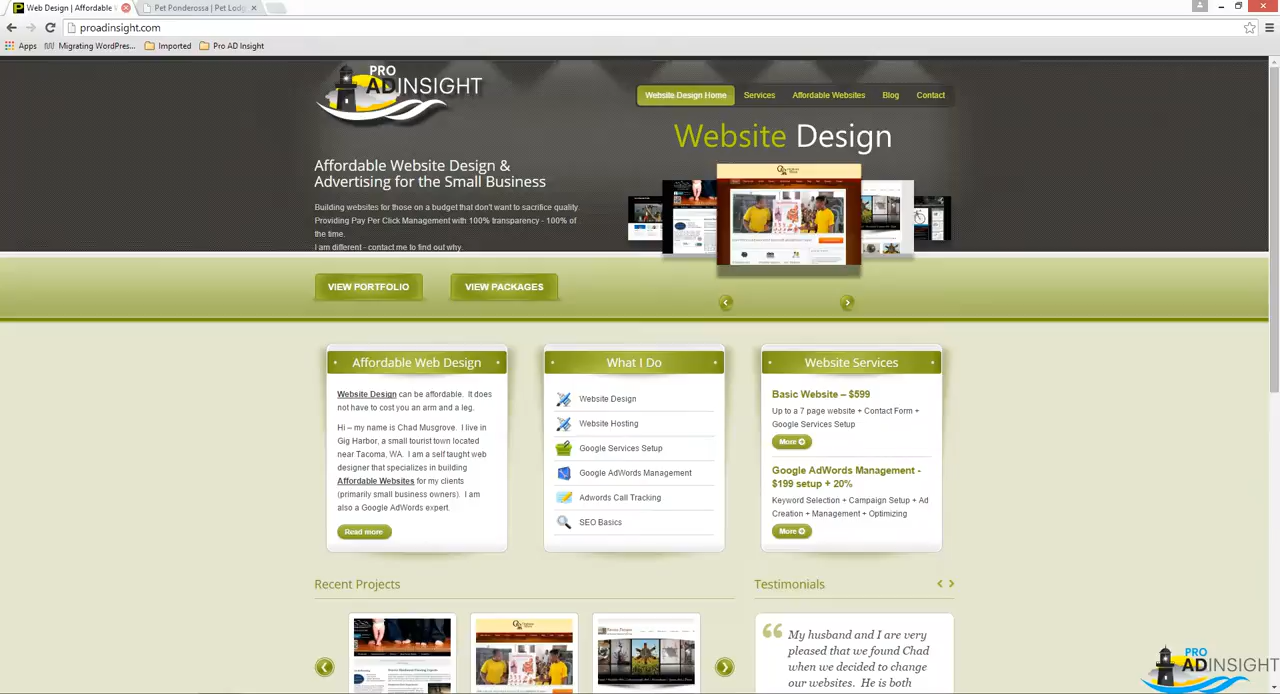 Web Design | Affordable
Pet Ponderossa | Pet Lod
proadinsight.com
Apps
Migrating WordPres...
Imported
Pro AD Insight
PRO
ADINSIGHT
Website Design Home
Services
Affordable Websites
Blog
Contact
Website Design
Affordable Website Design &
Advertising for the Small Business
Building websites for those on a budget that don't want to sacrifice quality.
Providing Pay Per Click Management with 100% transparency - 100% of
the time.
I am different - contact me to find out why.
VIEW PORTFOLIO
VIEW PACKAGES
Affordable Web Design
Website Design can be affordable. It does
not have to cost you an arm and a leg.
Hi – my name is Chad Musgrove. I live in
Gig Harbor, a small tourist town located
near Tacoma, WA. I am a self taught web
designer that specializes in building
Affordable Websites for my clients
(primarily small business owners). I am
also a Google AdWords expert.
Read more
What I Do
Website Design
Website Hosting
Google Services Setup
Google AdWords Management
Adwords Call Tracking
SEO Basics
Website Services
Basic Website – $599
Up to a 7 page website + Contact Form +
Google Services Setup
More
Google AdWords Management -
$199 setup + 20%
Keyword Selection + Campaign Setup + Ad
Creation + Management + Optimizing
More
Recent Projects
Testimonials
My husband and I are very
pleased that we found Chad
when we decided to change
our websites. He is both
PRO
ADINSIGHT